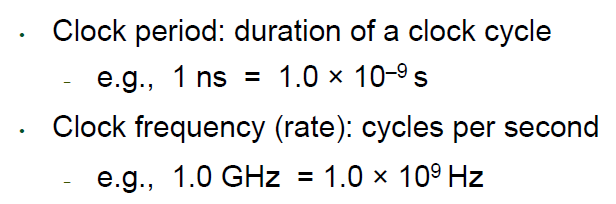 · Clock period: duration of a clock cycle
– e.g., 1 ns = 1.0 × 10⁻⁹ s
· Clock frequency (rate): cycles per second
– e.g., 1.0 GHz = 1.0 × 10⁹ Hz